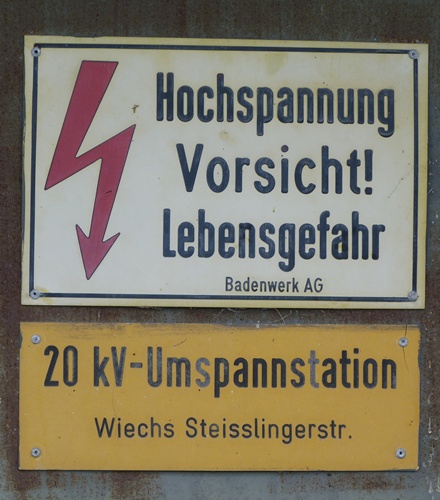 Hochspannung
Vorsicht!
Lebensgefahr
Badenwerk AG
20 kV-Umspannstation
Wiechs Steisslingerstr.